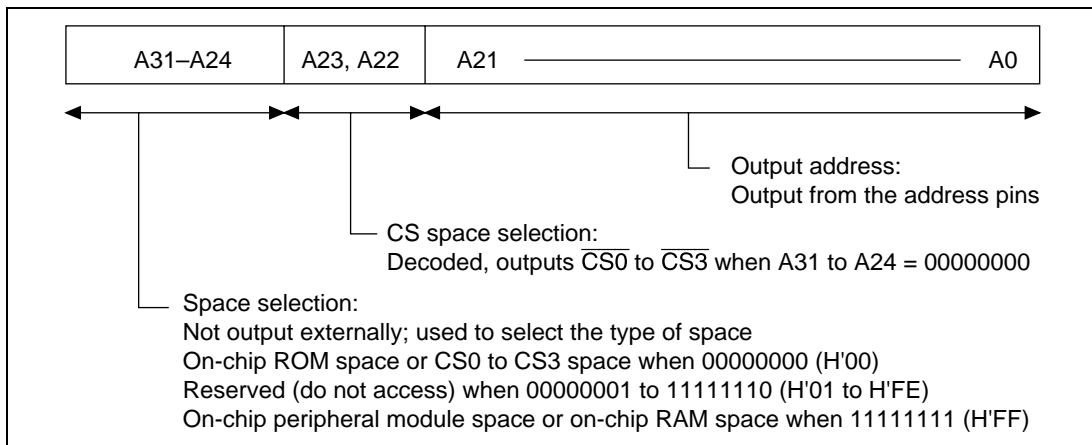 A31–A24 A23, A22 A21 A0
Output address:
Output from the address pins
CS space selection:
Decoded, outputs C̅S̅0̅ to C̅S̅3̅ when A31 to A24 = 00000000
Space selection:
Not output externally; used to select the type of space
On-chip ROM space or CS0 to CS3 space when 00000000 (H'00)
Reserved (do not access) when 00000001 to 11111110 (H'01 to H'FE)
On-chip peripheral module space or on-chip RAM space when 11111111 (H'FF)